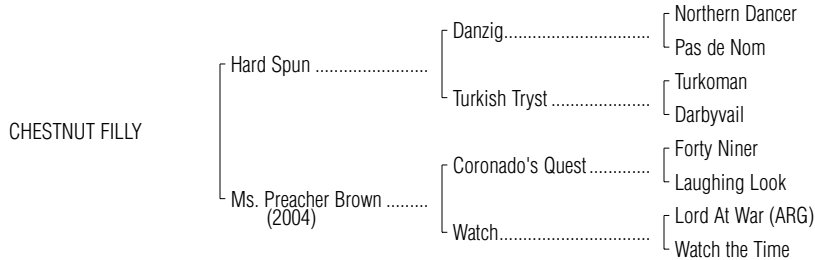 Northern Dancer
Danzig................................
Pas de Nom
Hard Spun ........................
Turkoman
Turkish Tryst ......................
Darbyvail
CHESTNUT FILLY
Forty Niner
Coronado's Quest.............
Laughing Look
Ms. Preacher Brown .........
(2004)
Lord At War (ARG)
Watch.................................
Watch the Time